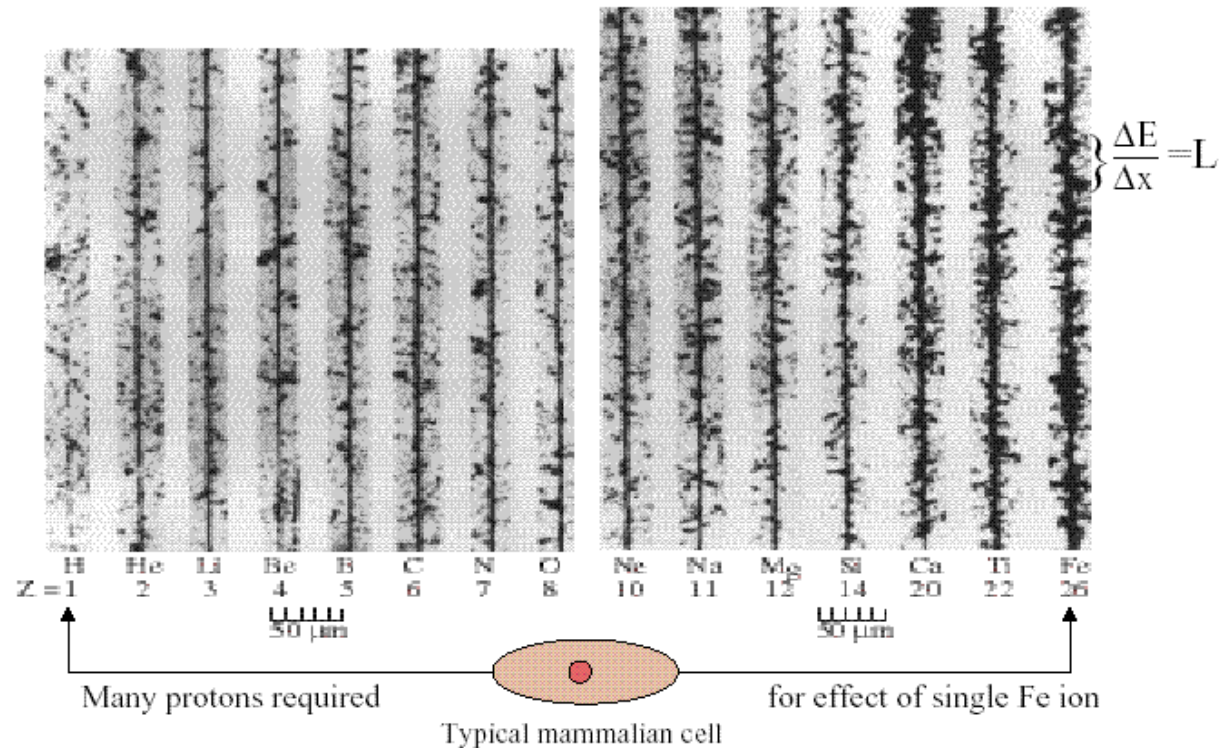 ΔE
Δx
=L
H He Li Be B C N O
Z = 1 2 3 4 5 6 7 8
50 μm
Ne Na Mg Si Ca Ti Fe
10 11 12 14 20 22 26
50 μm
Many protons required
for effect of single Fe ion
Typical mammalian cell